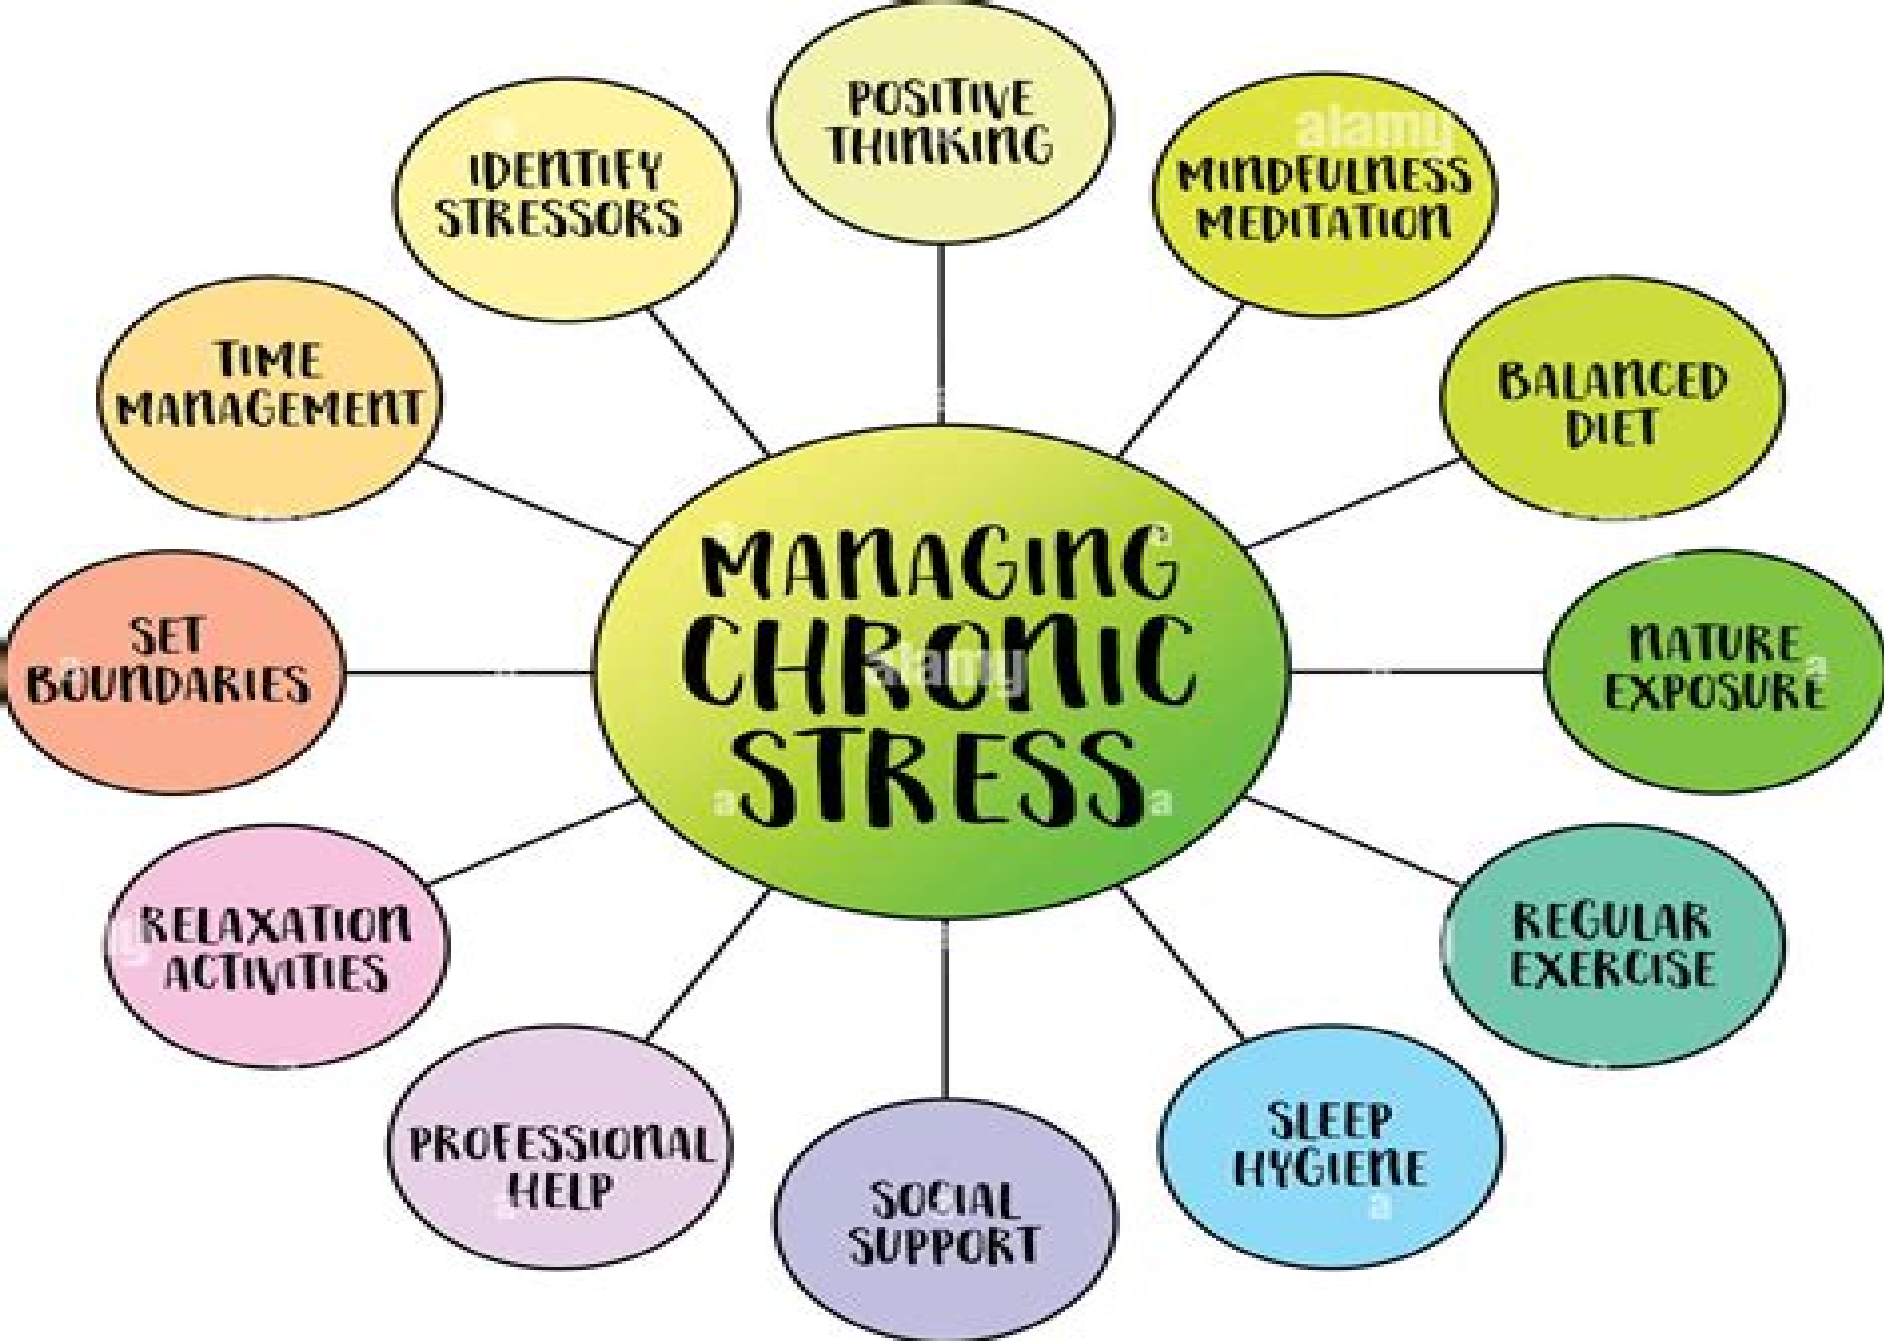 POSITIVE
THINKING
alamy
MINDFULNESS
MEDITATION
BALANCED
DIET
NATURE
EXPOSURE
REGULAR
EXERCISE
SLEEP
HYGIENE
SOCIAL
SUPPORT
PROFESSIONAL
HELP
RELAXATION
ACTIVITIES
SET
BOUNDARIES
TIME
MANAGEMENT
IDENTIFY
STRESSORS
MANAGING
CHRONIC
alamy
STRESS
a
a
a
a
a
a
a